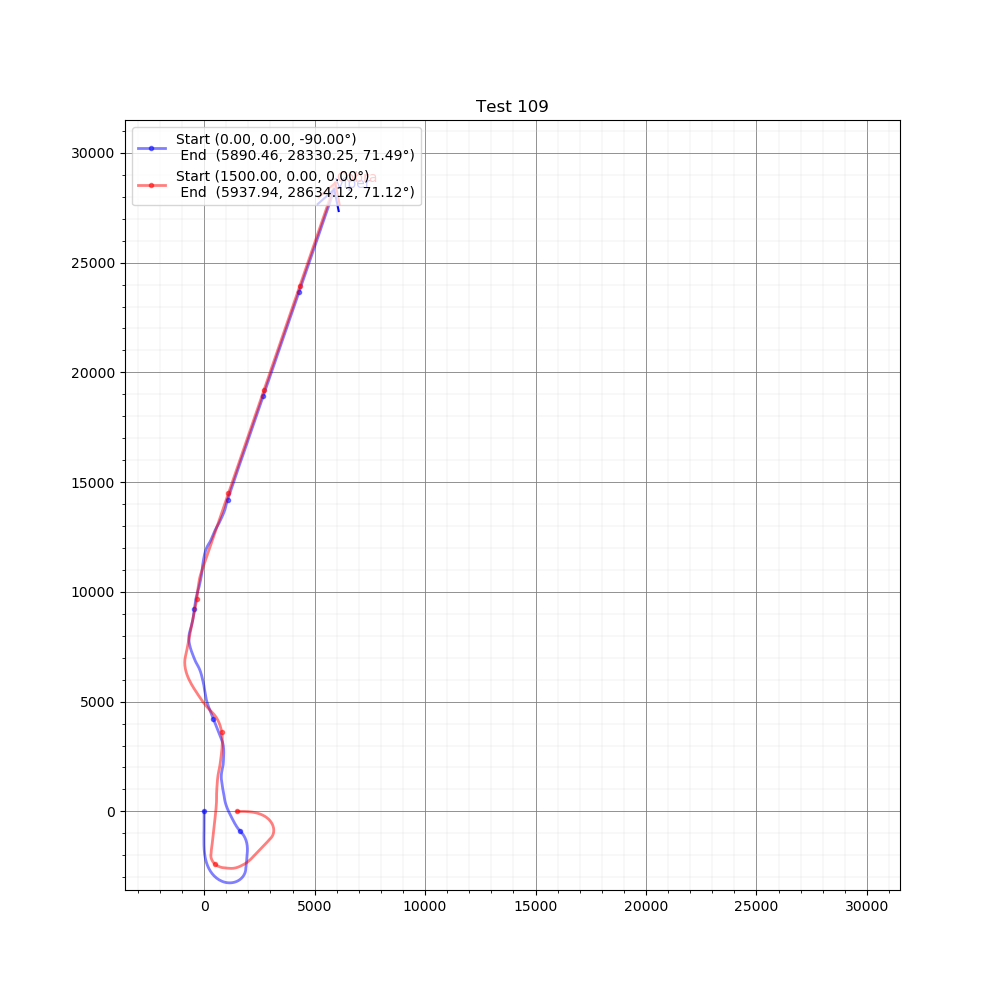 Test 109
Start (0.00, 0.00, -90.00°)
End (5890.46, 28330.25, 71.49°)
Start (1500.00, 0.00, 0.00°)
End (5937.94, 28634.12, 71.12°)
30000
25000
20000
15000
10000
5000
0
0 5000 10000 15000 20000 25000 30000